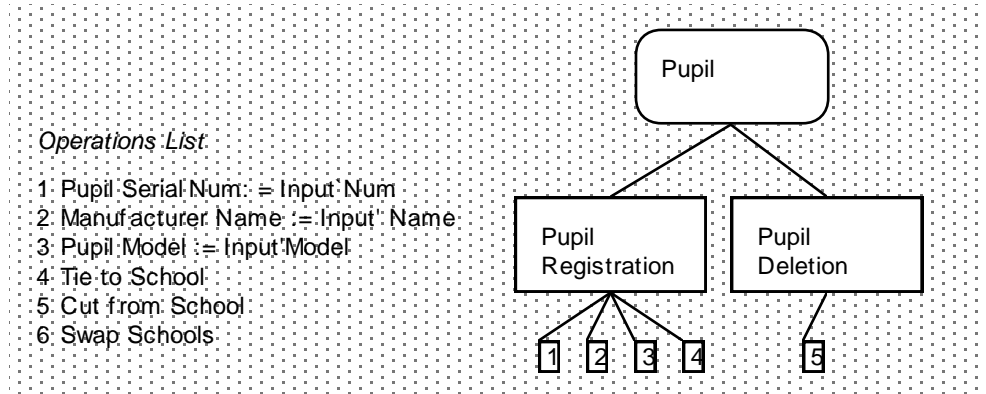 Pupil
Operations List
1 Pupil Serial Num: = Input`Num
2 Manufacturer Name := Input' Name
3 Pupil Model := Input'Model
4 Tie to School
5 Cut from School
6 Swap Schools
Pupil
Registration
Pupil
Deletion
1 2 3 4 5